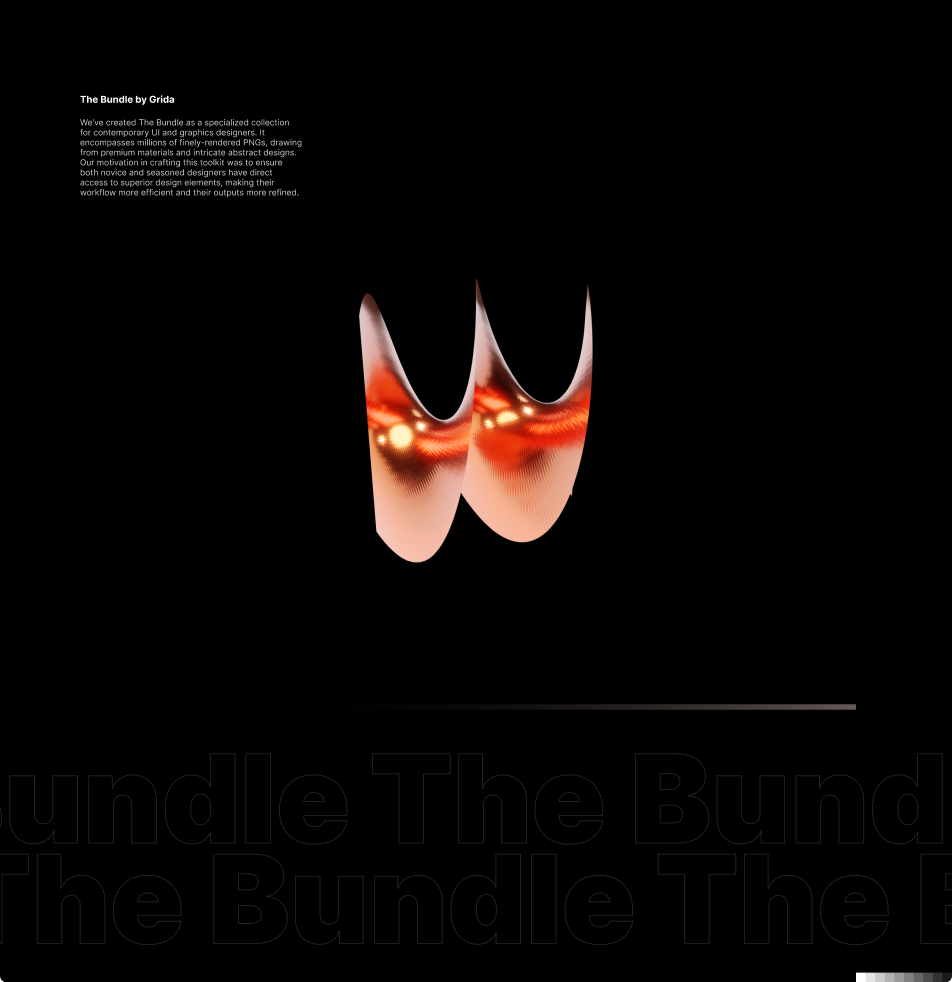 The Bundle by Grida
We've created The Bundle as a specialized collection
for contemporary UI and graphics designers. It
encompasses millions of finely-rendered PNGs, drawing
from premium materials and intricate abstract designs.
Our motivation in crafting this toolkit was to ensure
both novice and seasoned designers have direct
access to superior design elements, making their
workflow more efficient and their outputs more refined.
Bundle The Bund
The Bundle The B